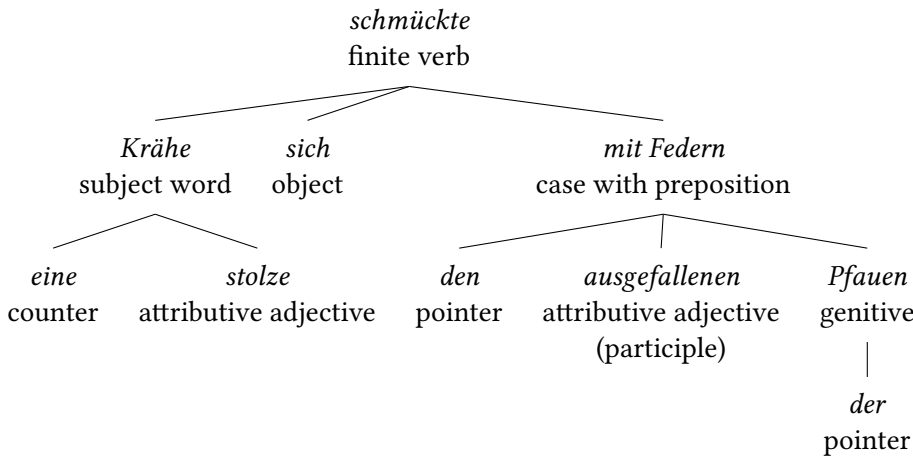 schmückte
finite verb
Krähe sich mit Federn
subject word object case with preposition
eine stolze den ausgefallenen Pfauen
counter attributive adjective pointer attributive adjective genitive
(participle)
der
pointer